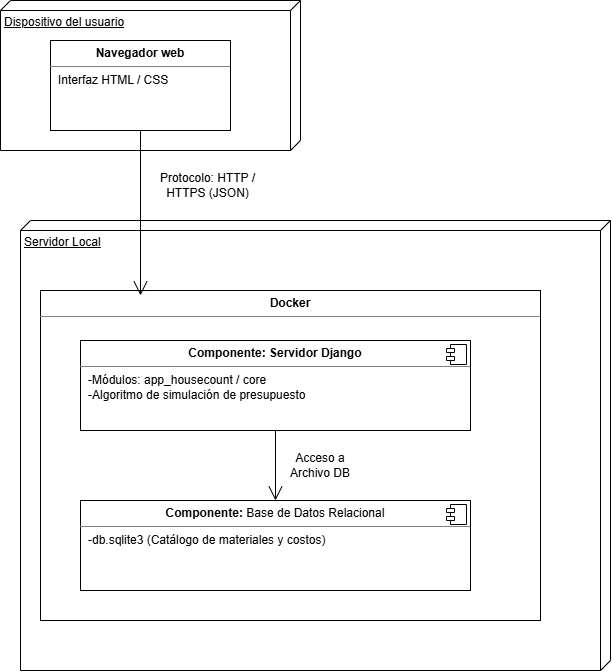 Dispositivo del usuario
Navegador web
Interfaz HTML / CSS
Protocolo: HTTP /
HTTPS (JSON)
Servidor Local
Docker
Componente: Servidor Django
-Módulos: app_housecount / core
-Algoritmo de simulación de presupuesto
Acceso a
Archivo DB
Componente: Base de Datos Relacional
-db.sqlite3 (Catálogo de materiales y costos)